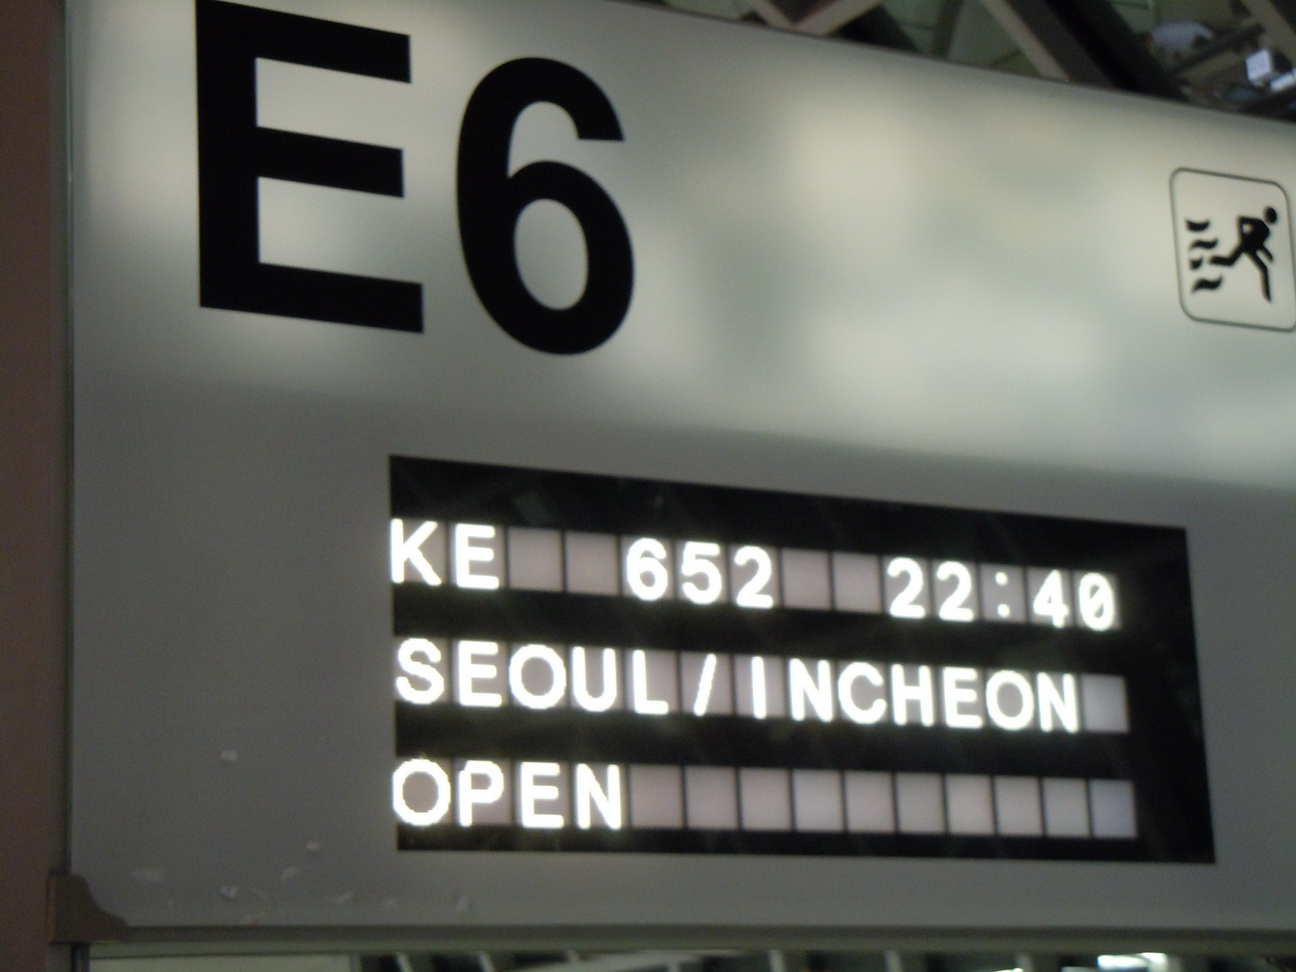 E6
KE 652 22:40
SEOUL/INCHEON
OPEN